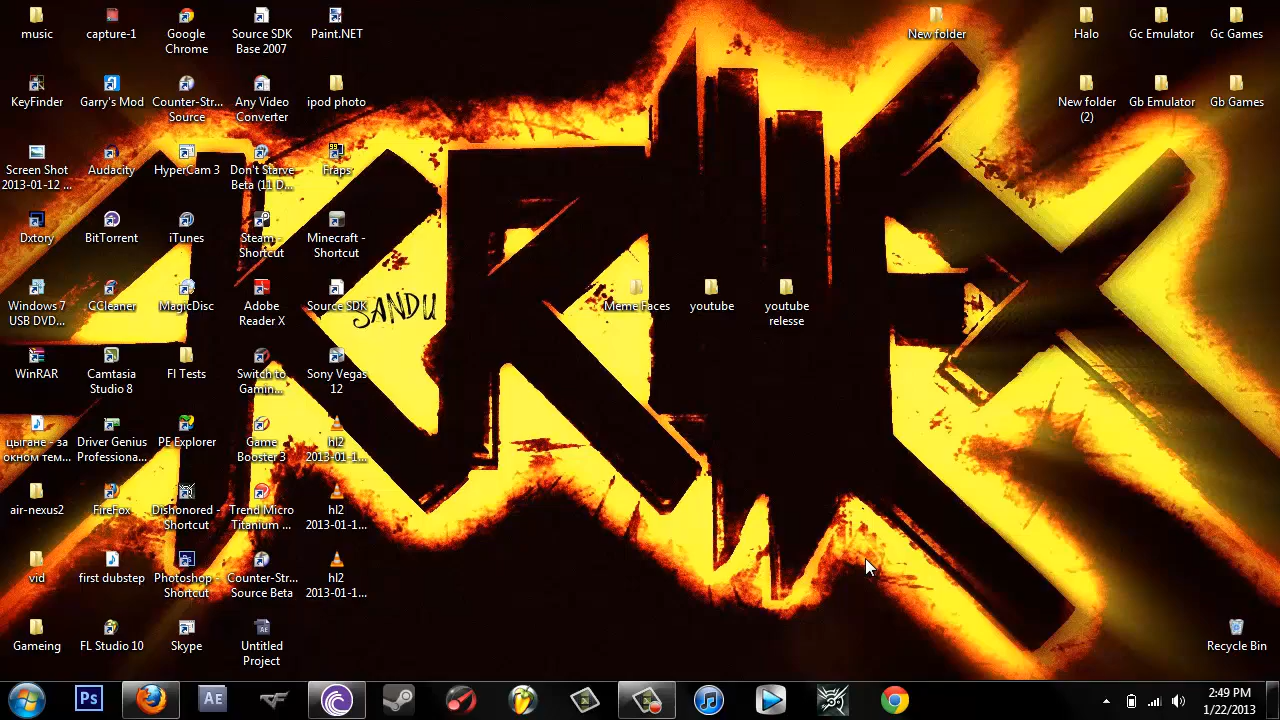 music
capture-1
Google
Chrome
Source SDK
Base 2007
Paint.NET
New folder
Halo
Gc Emulator
Gc Games
KeyFinder
Garry's Mod
Counter-Str...
Source
Any Video
Converter
ipod photo
New folder
(2)
Gb Emulator
Gb Games
Screen Shot
2013-01-12 ...
Audacity
HyperCam 3
Don't Starve
Beta (11 D...
Fraps
Dxtory
BitTorrent
iTunes
Steam -
Shortcut
Minecraft -
Shortcut
Windows 7
USB DVD...
CCleaner
MagicDisc
Adobe
Reader X
Source SDK
SANDU
Meme Faces
youtube
youtube
relesse
WinRAR
Camtasia
Studio 8
Fl Tests
Switch to
Gamin...
Sony Vegas
12
цыгане - за
окном тем...
Driver Genius
Professiona...
PE Explorer
Game
Booster 3
hl2
2013-01-1...
air-nexus2
FireFox
Dishonored -
Shortcut
Trend Micro
Titanium ...
hl2
2013-01-1...
vid
first dubstep
Photoshop -
Shortcut
Counter-Str...
Source Beta
hl2
2013-01-1...
Gameing
FL Studio 10
Skype
Untitled
Project
Recycle Bin
Ps
AE
2:49 PM
1/22/2013